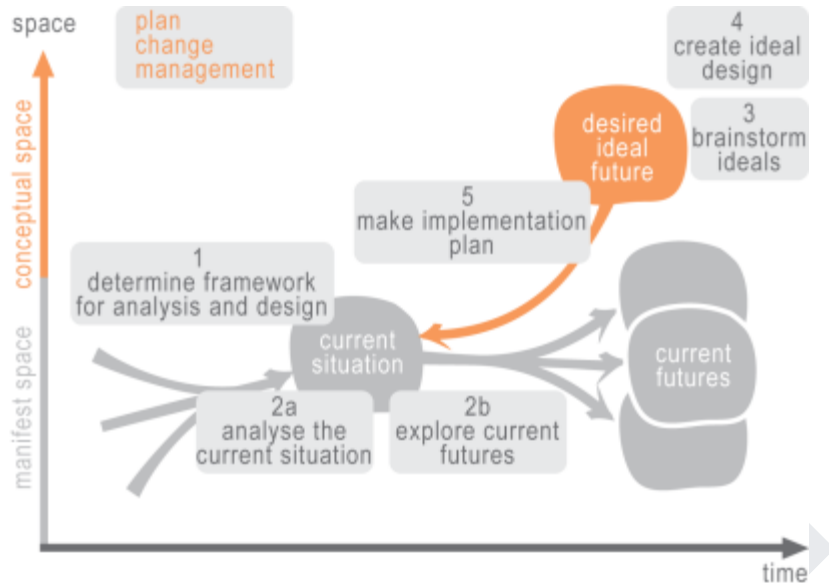 space
plan
change
management
4
create ideal
design
3
brainstorm
ideals
desired
ideal
future
conceptual space
5
make implementation
plan
1
determine framework
for analysis and design
manifest space
current
situation
current
futures
2a
analyse the
current situation
2b
explore current
futures
time